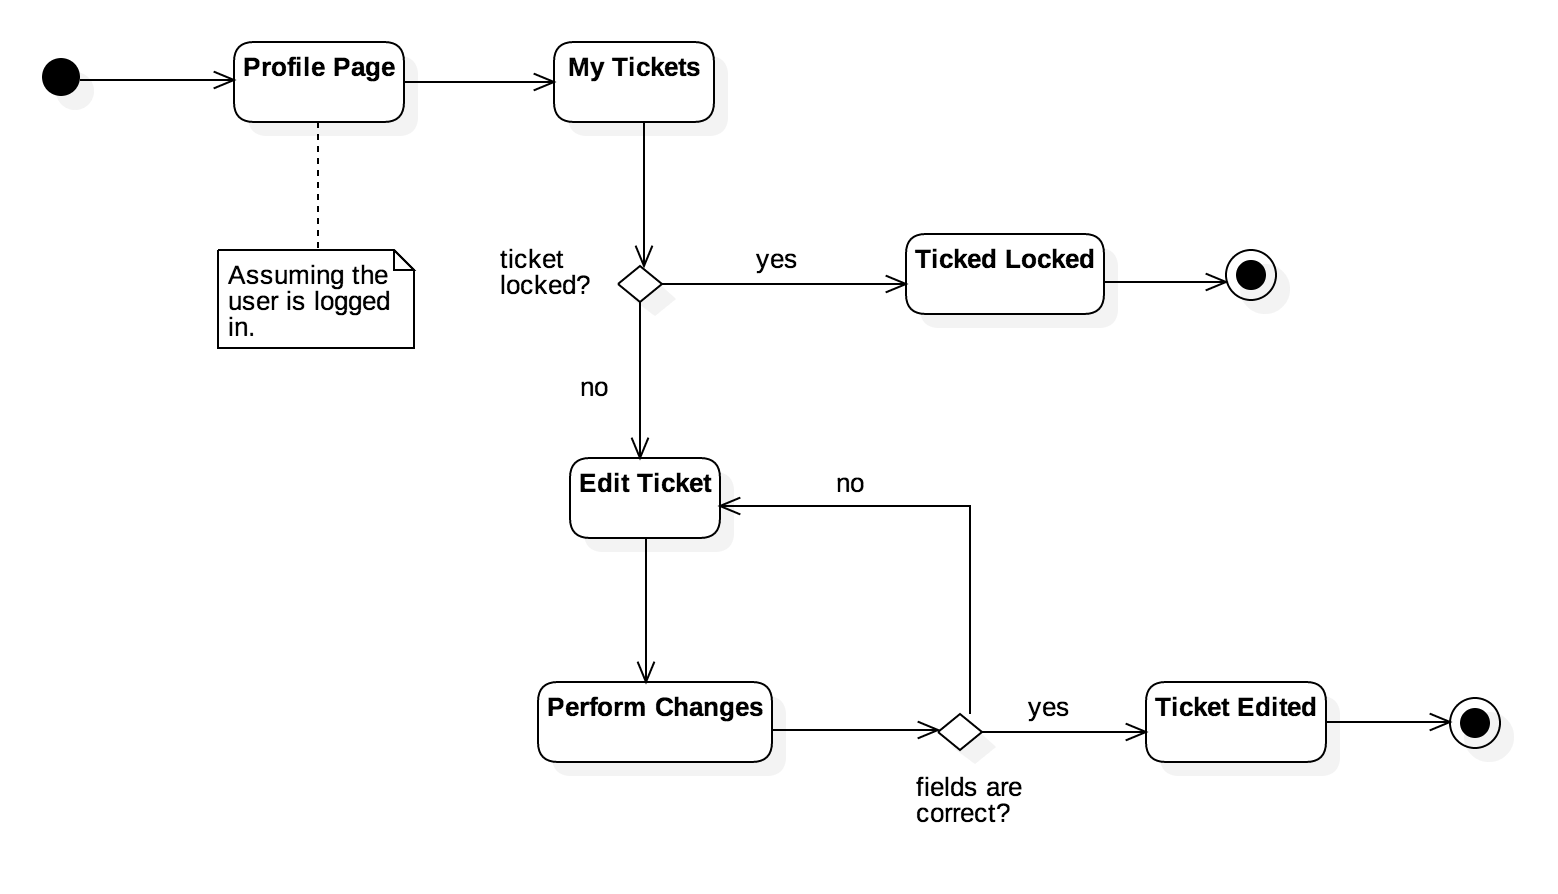 Profile Page
My Tickets
Assuming the
user is logged
in.
ticket
locked?
yes
Ticked Locked
no
Edit Ticket
no
Perform Changes
yes
Ticket Edited
fields are
correct?